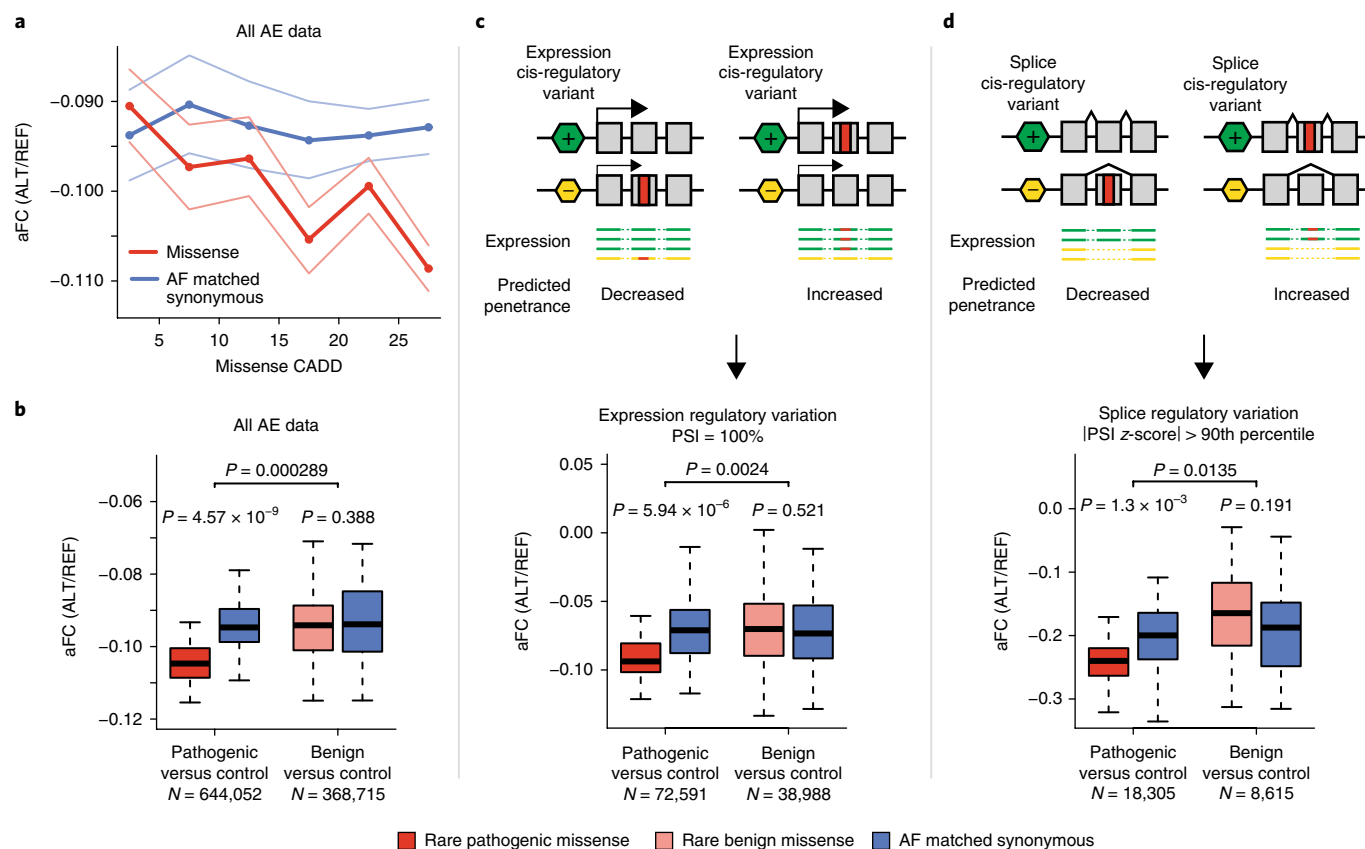 a
All AE data
−0.090
−0.100
−0.110
aFC (ALT/REF)
Missense
AF matched
synonymous
5
10
15
20
25
Missense CADD
b
All AE data
P = 0.000289
P = 4.57 × 10−9
P = 0.388
−0.06
−0.08
−0.10
−0.12
aFC (ALT/REF)
Pathogenic
versus control
N = 644,052
Benign
versus control
N = 368,715
c
Expression
cis-regulatory
variant
Expression
cis-regulatory
variant
+
+
−
−
Expression
Predicted
penetrance
Decreased
Increased
Expression regulatory variation
PSI = 100%
P = 0.0024
P = 5.94 × 10−6
P = 0.521
0.05
0.00
−0.05
−0.10
aFC (ALT/REF)
Pathogenic
versus control
N = 72,591
Benign
versus control
N = 38,988
d
Splice
cis-regulatory
variant
Splice
cis-regulatory
variant
+
+
−
−
Expression
Predicted
penetrance
Decreased
Increased
Splice regulatory variation
|PSI z-score| > 90th percentile
P = 0.0135
P = 1.3 × 10−3
P = 0.191
0.0
−0.1
−0.2
−0.3
aFC (ALT/REF)
Pathogenic
versus control
N = 18,305
Benign
versus control
N = 8,615
Rare pathogenic missense
Rare benign missense
AF matched synonymous